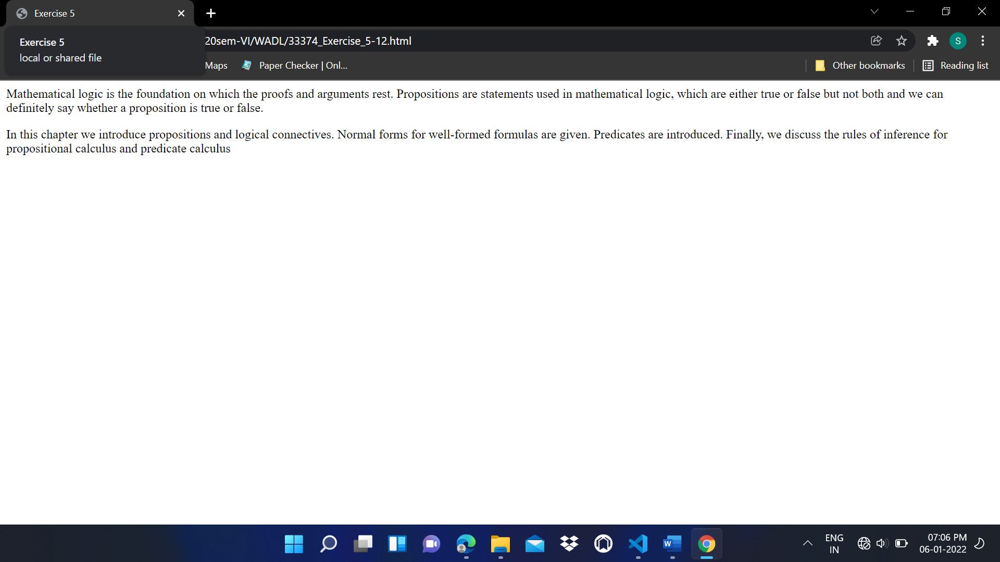 Exercise 5
Exercise 5
local or shared file
20sem-VI/WADL/33374_Exercise_5-12.html
S
Maps
Paper Checker | Onl...
Other bookmarks
Reading list
Mathematical logic is the foundation on which the proofs and arguments rest. Propositions are statements used in mathematical logic, which are either true or false but not both and we can
definitely say whether a proposition is true or false.
In this chapter we introduce propositions and logical connectives. Normal forms for well-formed formulas are given. Predicates are introduced. Finally, we discuss the rules of inference for
propositional calculus and predicate calculus
W
ENG
IN
07:06 PM
06-01-2022